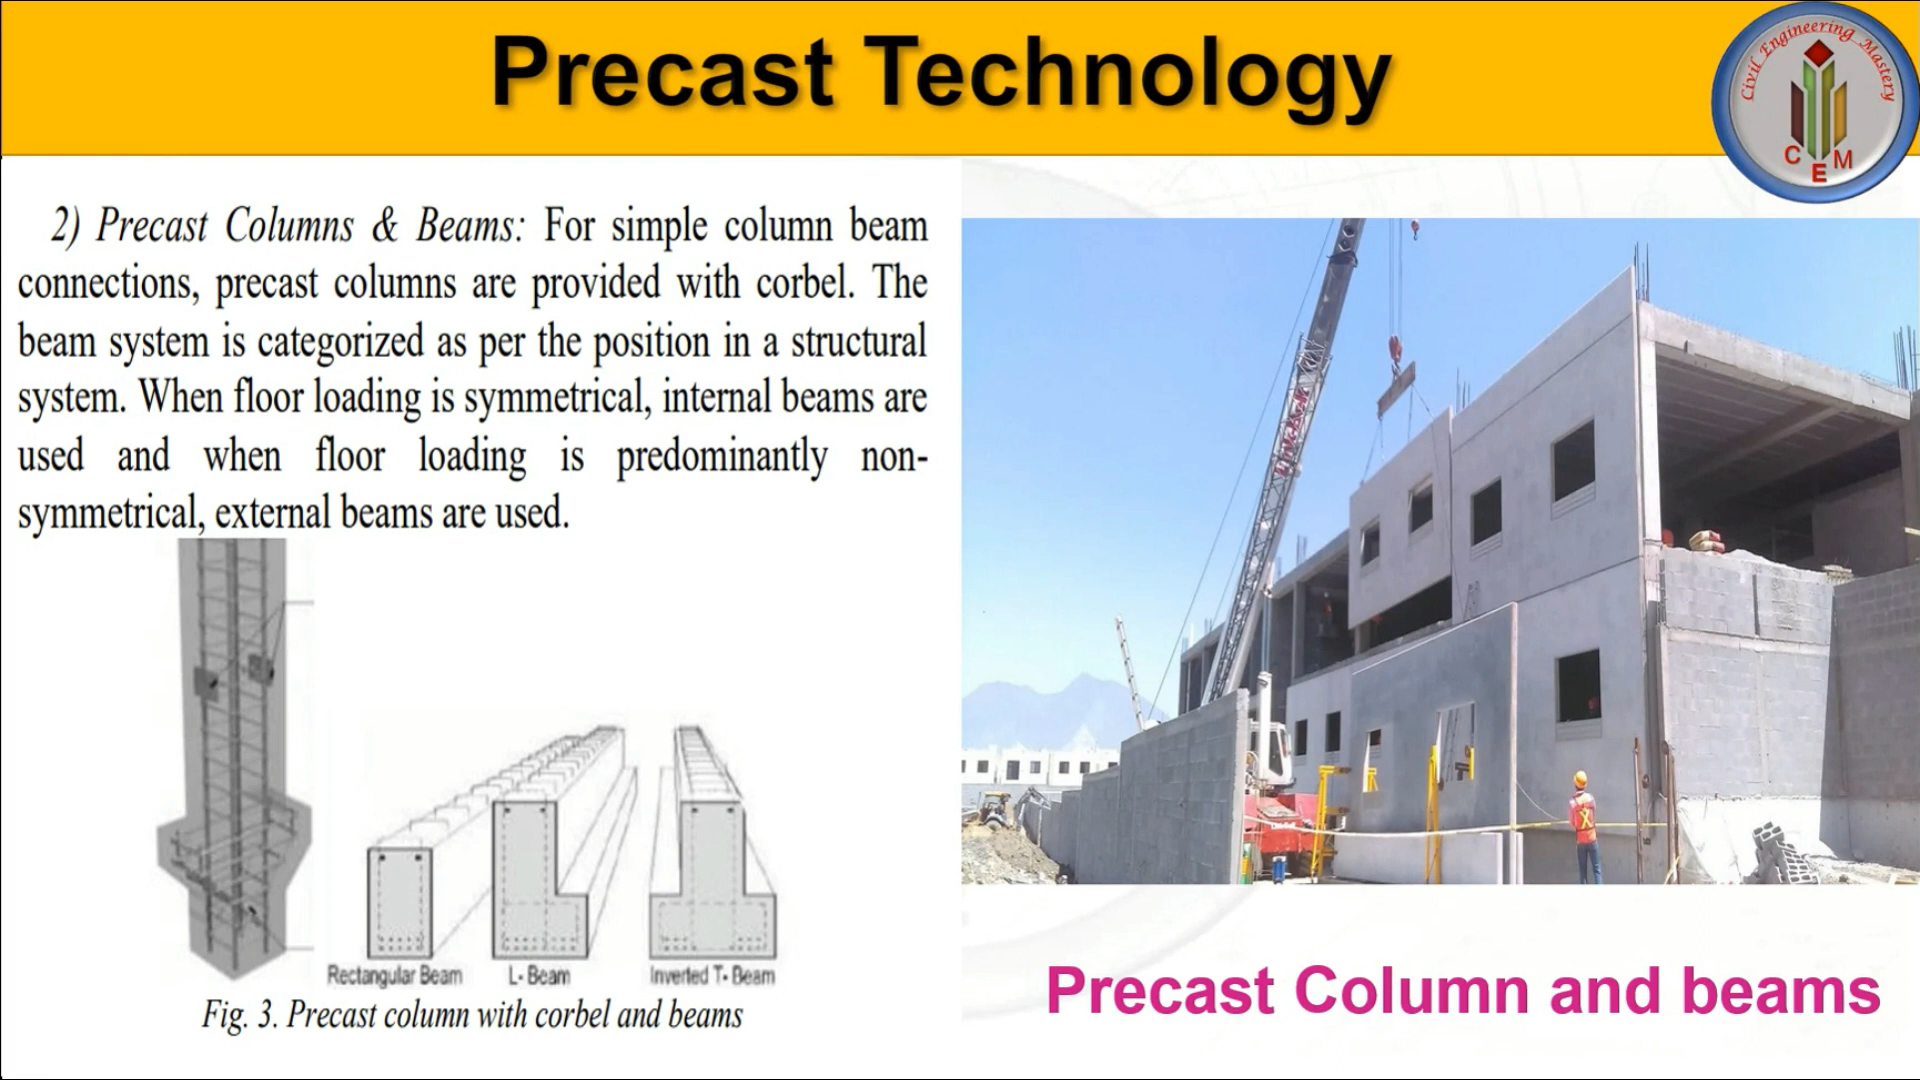 Precast Technology
Civil Engineering Mastery
C E M
2) Precast Columns & Beams: For simple column beam
connections, precast columns are provided with corbel. The
beam system is categorized as per the position in a structural
system. When floor loading is symmetrical, internal beams are
used and when floor loading is predominantly non-
symmetrical, external beams are used.
Rectangular Beam
L- Beam
Inverted T- Beam
Fig. 3. Precast column with corbel and beams
Precast Column and beams